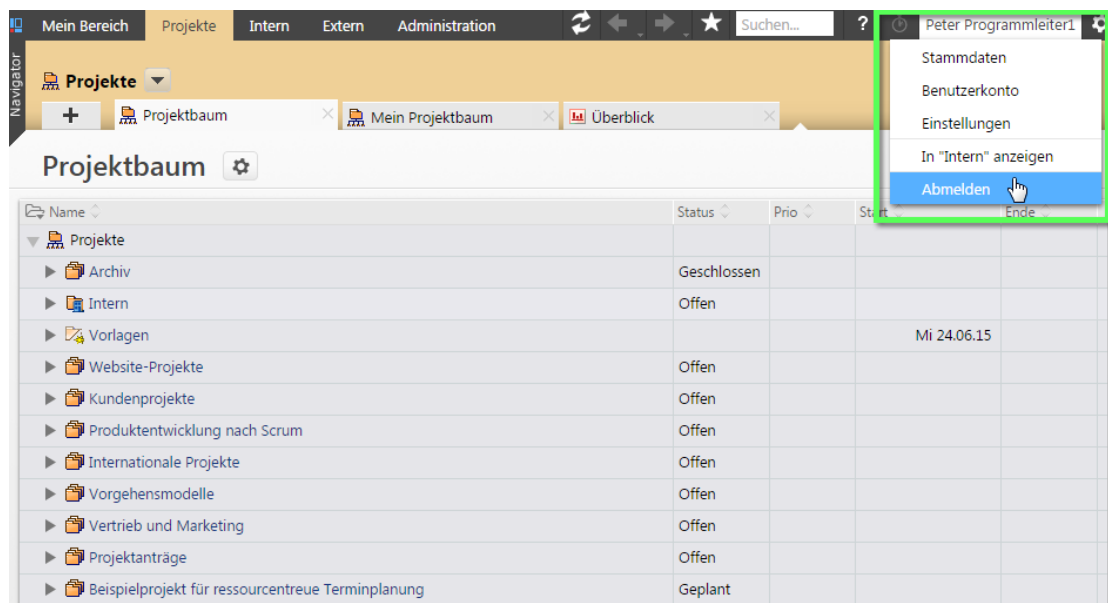 Mein Bereich Projekte Intern Extern Administration Suchen... ? Peter Programmleiter1
Navigator
Projekte
+ Projektbaum Mein Projektbaum Überblick
Projektbaum
Stammdaten
Benutzerkonto
Einstellungen
In "Intern" anzeigen
Abmelden
Name Status Prio Start Ende
Projekte
Archiv Geschlossen
Intern Offen
Vorlagen Mi 24.06.15
Website-Projekte Offen
Kundenprojekte Offen
Produktentwicklung nach Scrum Offen
Internationale Projekte Offen
Vorgehensmodelle Offen
Vertrieb und Marketing Offen
Projektanträge Offen
Beispielprojekt für ressourcentreue Terminplanung Geplant